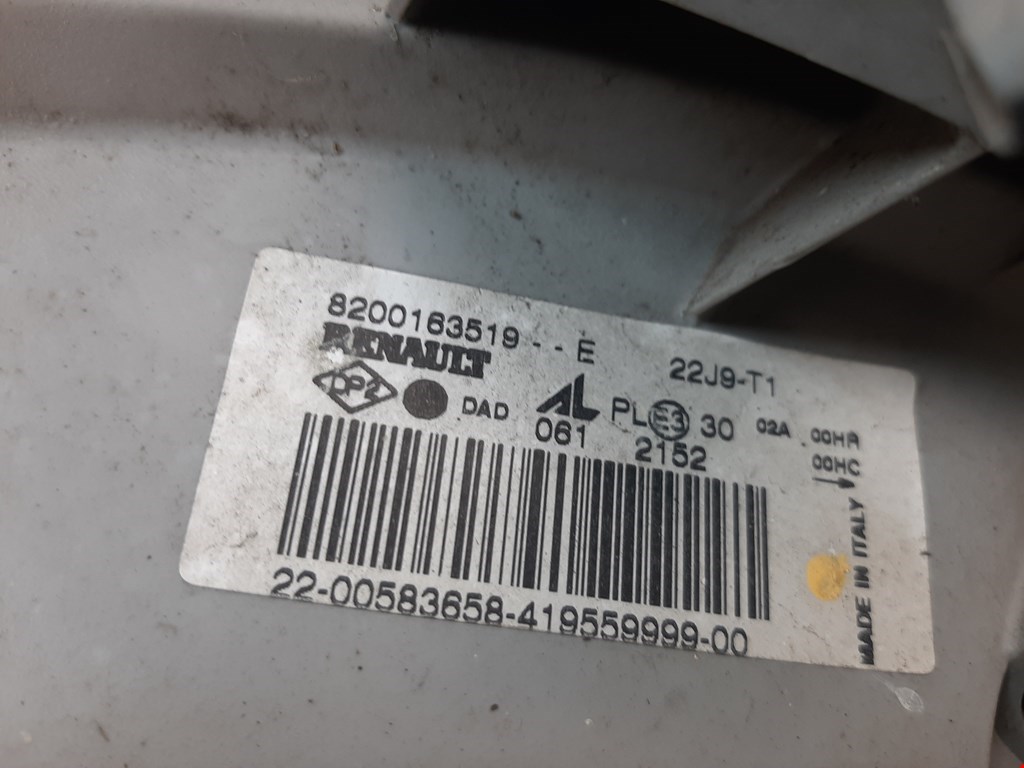 8200163519 - - E
RENAULT
22J9-T1
DP2
DAD
AL
PL E3 30 02A 00HR
061
2152
00HC
22-00583658-419559999-00
MADE IN ITALY